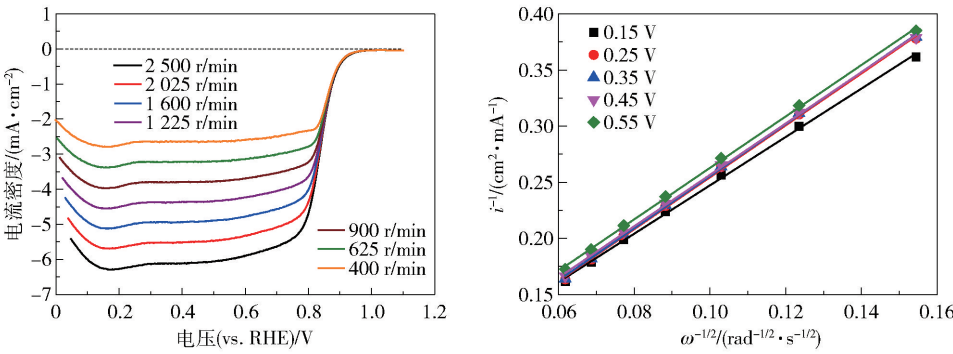 1
0
−1
−2
−3
−4
−5
−6
−7
电流密度/(mA·cm⁻²)
2 500 r/min
2 025 r/min
1 600 r/min
1 225 r/min
900 r/min
625 r/min
400 r/min
0 0.2 0.4 0.6 0.8 1.0 1.2
电压(vs. RHE)/V
0.40
0.35
0.30
0.25
0.20
0.15
i⁻¹/(cm²·mA⁻¹)
0.15 V
0.25 V
0.35 V
0.45 V
0.55 V
0.06 0.08 0.10 0.12 0.14 0.16
ω⁻¹/²/(rad⁻¹/²·s⁻¹/²)